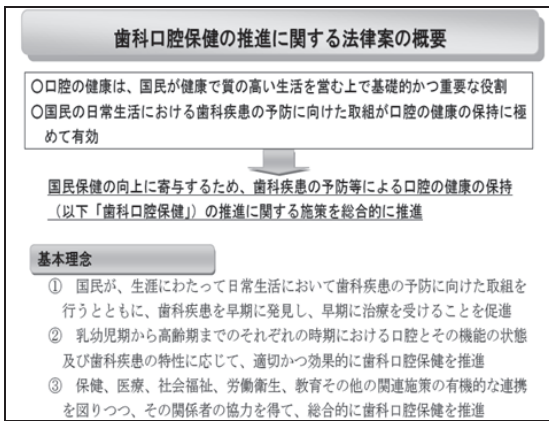 歯科口腔保健の推進に関する法律案の概要
○口腔の健康は、国民が健康で質の高い生活を営む上で基礎的かつ重要な役割
○国民の日常生活における歯科疾患の予防に向けた取組が口腔の健康の保持に極
めて有効
国民保健の向上に寄与するため、歯科疾患の予防等による口腔の健康の保持
(以下「歯科口腔保健」)の推進に関する施策を総合的に推進
基本理念
① 国民が、生涯にわたって日常生活において歯科疾患の予防に向けた取組を
行うとともに、歯科疾患を早期に発見し、早期に治療を受けることを促進
② 乳幼児期から高齢期までのそれぞれの時期における口腔とその機能の状態
及び歯科疾患の特性に応じて、適切かつ効果的に歯科口腔保健を推進
③ 保健、医療、社会福祉、労働衛生、教育その他の関連施策の有機的な連携
を図りつつ、その関係者の協力を得て、総合的に歯科口腔保健を推進